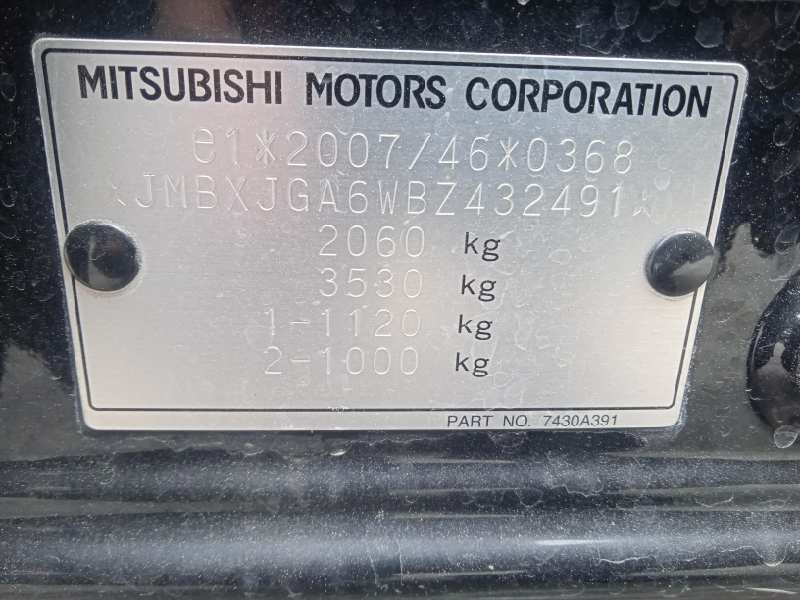 MITSUBISHI MOTORS CORPORATION
e1*2007/46*0368
*JMBXJGA6WBZ432491*
2060 kg
3530 kg
1-1120 kg
2-1000 kg
PART NO. 7430A391